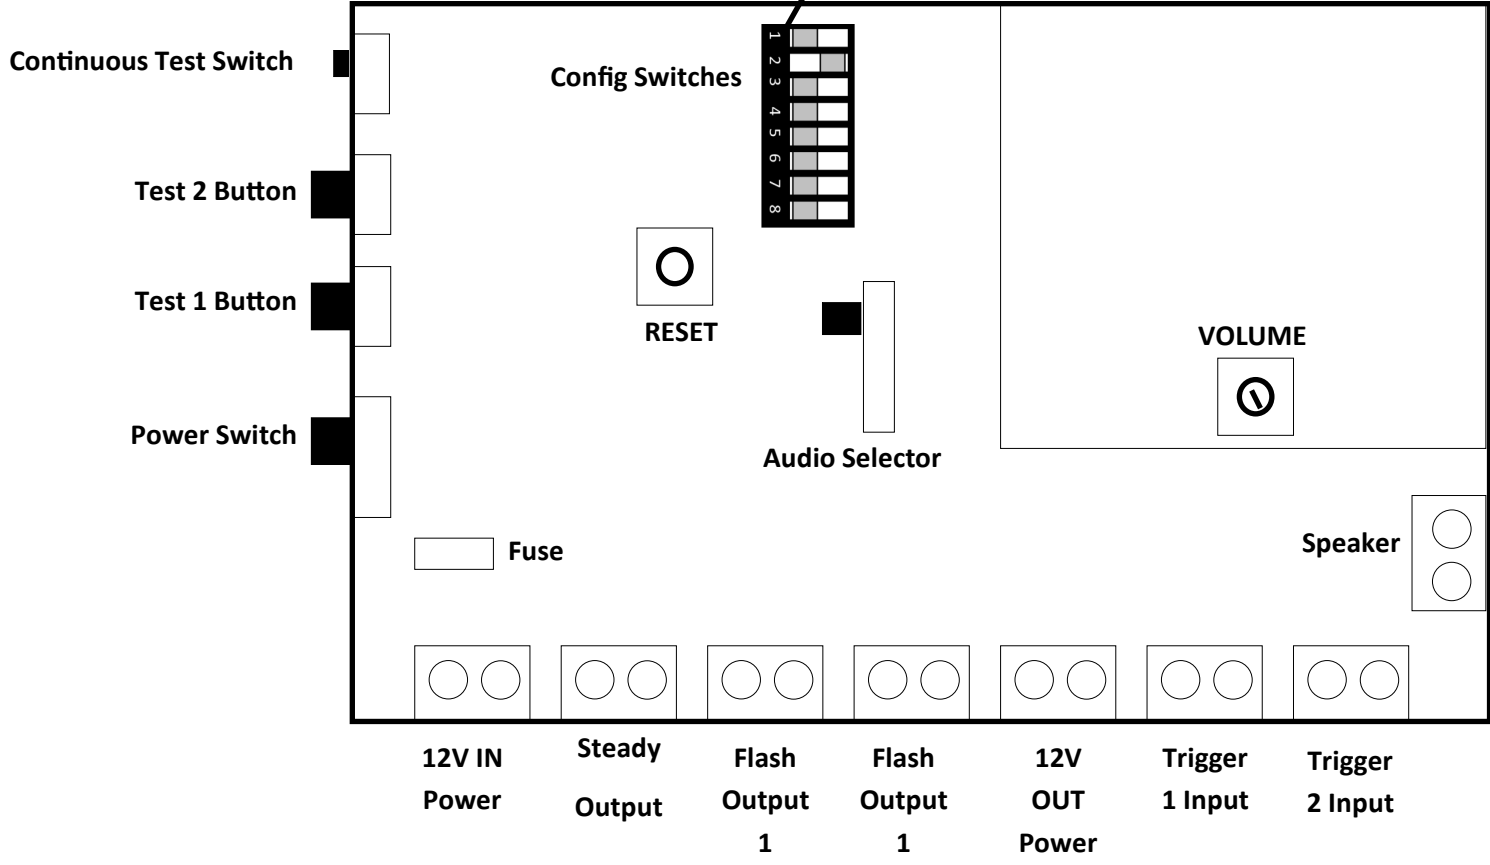 Continuous Test Switch
Config Switches
1
2
3
4
5
6
7
8
Test 2 Button
Test 1 Button
RESET
VOLUME
Power Switch
Audio Selector
Fuse
Speaker
12V IN
Power
Steady
Output
Flash
Output
1
Flash
Output
1
12V
OUT
Power
Trigger
1 Input
Trigger
2 Input